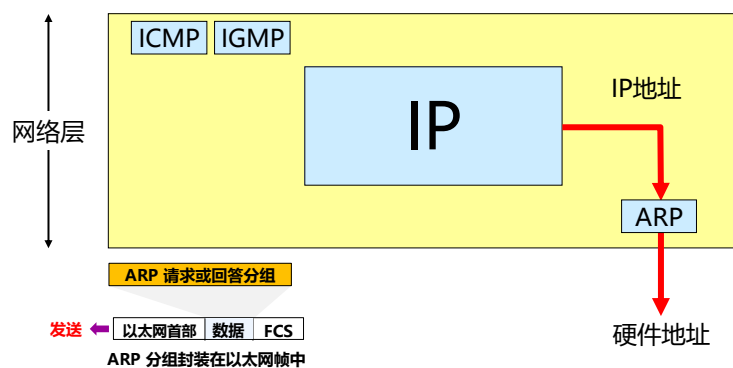 ICMP IGMP
IP地址
网络层
IP
ARP
ARP 请求或回答分组
发送 以太网首部 数据 FCS
硬件地址
ARP 分组封装在以太网帧中